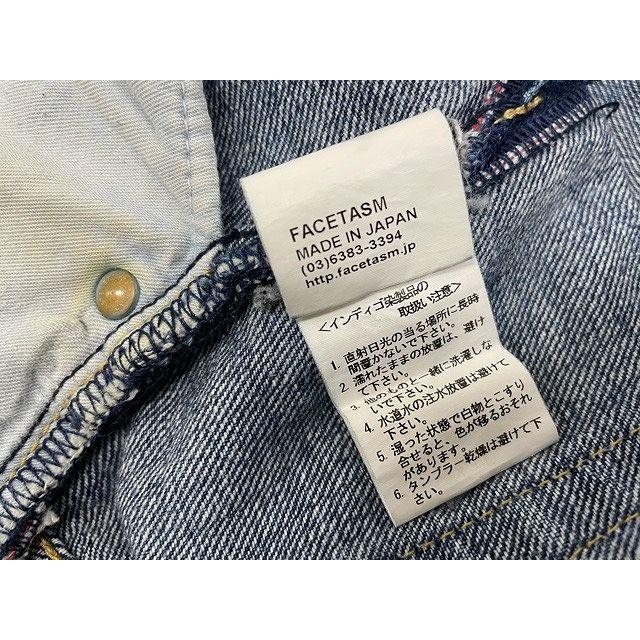 FACETASM
MADE IN JAPAN
(03)6383-3394
http.facetasm.jp
<インディゴ染製品の
取扱い注意>
1. 直射日光の当る場所に長時
間置かないで下さい。
2. 濡れたままの放置は、避け
て下さい。
3. 他のものと一緒に洗濯しな
いで下さい。
4. 水道水の注水放置は避けて
下さい。
5. 湿った状態で白物とこすり
合せると、色が移るおそれ
があります。
6. タンブラー乾燥は避けて下
さい。